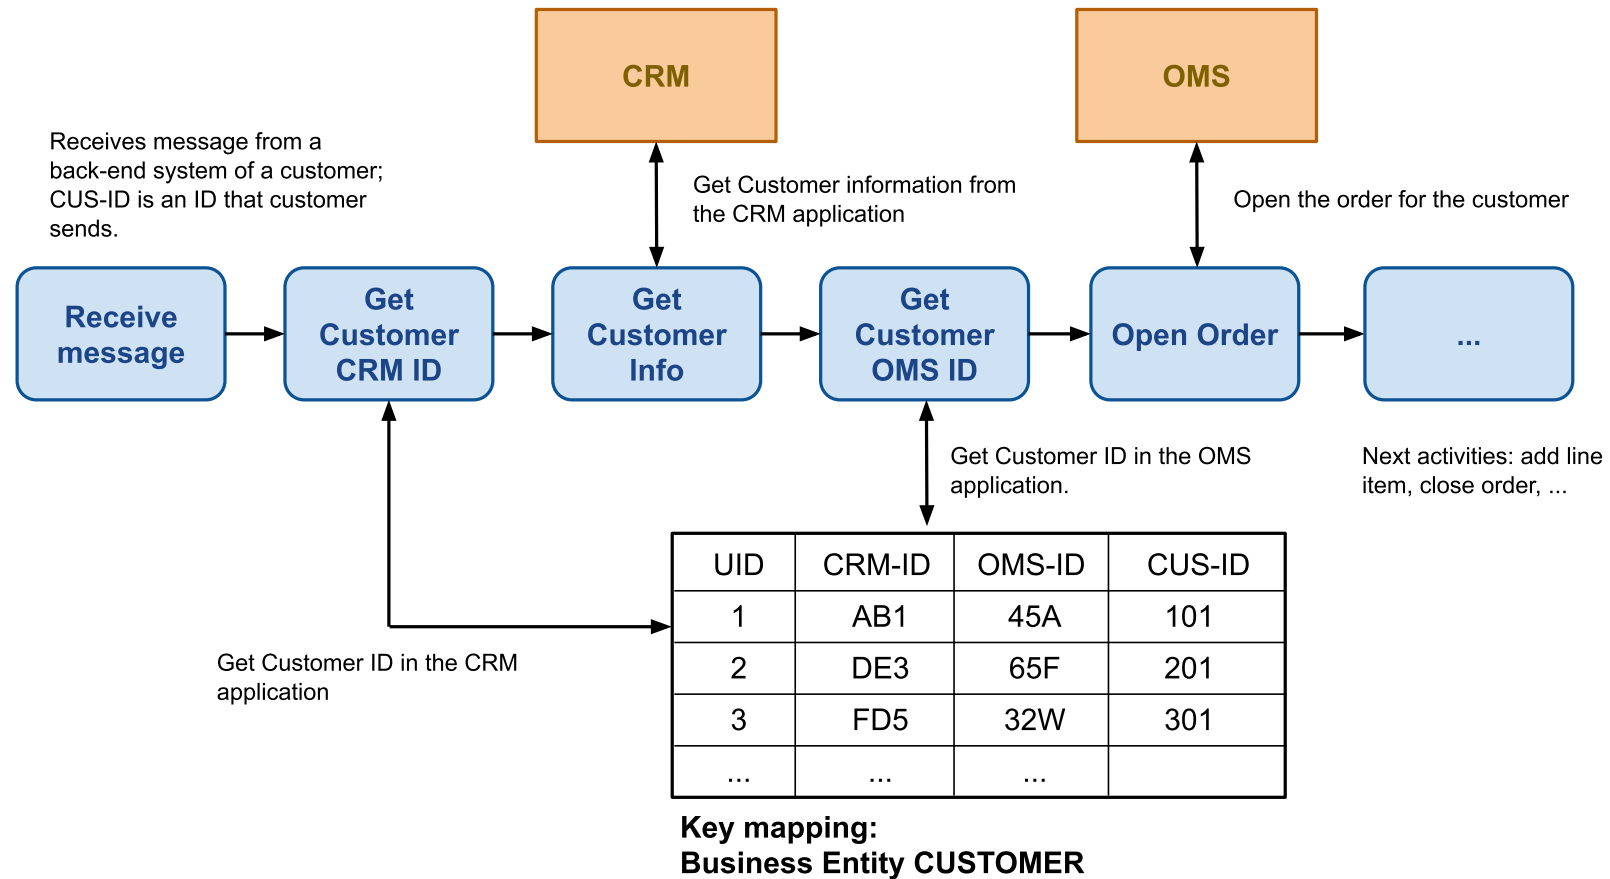 CRM
OMS
Receives message from a
back-end system of a customer;
CUS-ID is an ID that customer
sends.
Get Customer information from
the CRM application
Open the order for the customer
Receive
message
Get
Customer
CRM ID
Get
Customer
Info
Get
Customer
OMS ID
Open Order
...
Get Customer ID in the OMS
application.
Next activities: add line
item, close order, ...
UID CRM-ID OMS-ID CUS-ID
1 AB1 45A 101
2 DE3 65F 201
3 FD5 32W 301
... ... ...
Get Customer ID in the CRM
application
Key mapping:
Business Entity CUSTOMER